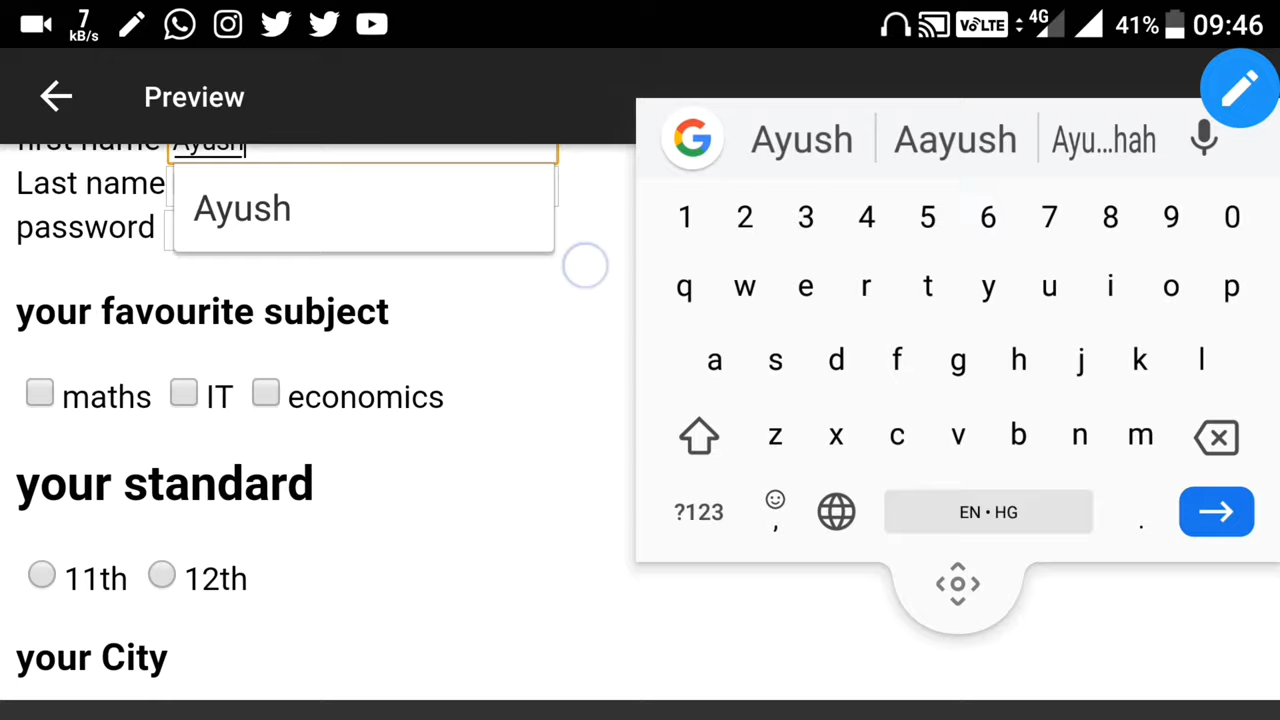 7
kB/s
VoLTE 4G 41% 09:46
Preview
first name Ayush
Last name
Ayush
password
your favourite subject
maths IT economics
your standard
11th 12th
your City
Ayush Aayush Ayu...hah
1 2 3 4 5 6 7 8 9 0
q w e r t y u i o p
a s d f g h j k l
z x c v b n m
?123 , EN • HG .